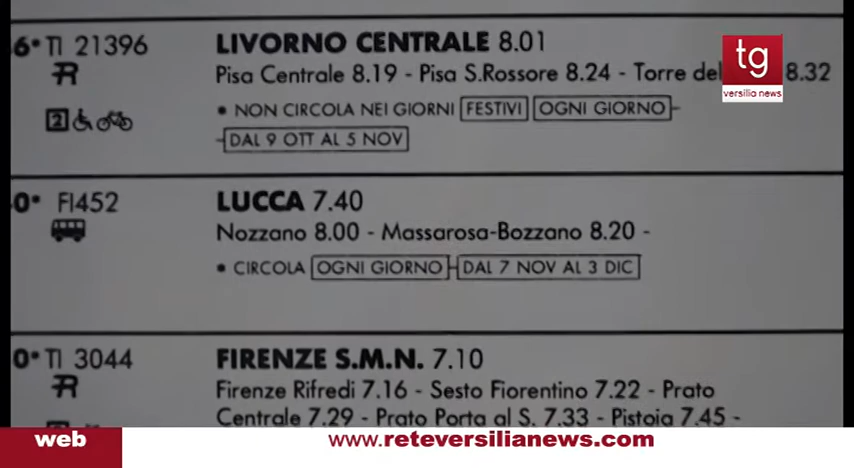 6• TI 21396 LIVORNO CENTRALE 8.01
R Pisa Centrale 8.19 - Pisa S.Rossore 8.24 - Torre del 8.32
2 • NON CIRCOLA NEI GIORNI FESTIVI OGNI GIORNO
DAL 9 OTT AL 5 NOV
0• FI452 LUCCA 7.40
Nozzano 8.00 - Massarosa-Bozzano 8.20 -
• CIRCOLA OGNI GIORNO DAL 7 NOV AL 3 DIC
0• TI 3044 FIRENZE S.M.N. 7.10
R Firenze Rifredi 7.16 - Sesto Fiorentino 7.22 - Prato
Centrale 7.29 - Prato Porta al S. 7.33 - Pistoia 7.45 -
tg
versilia news
web www.reteversilianews.com